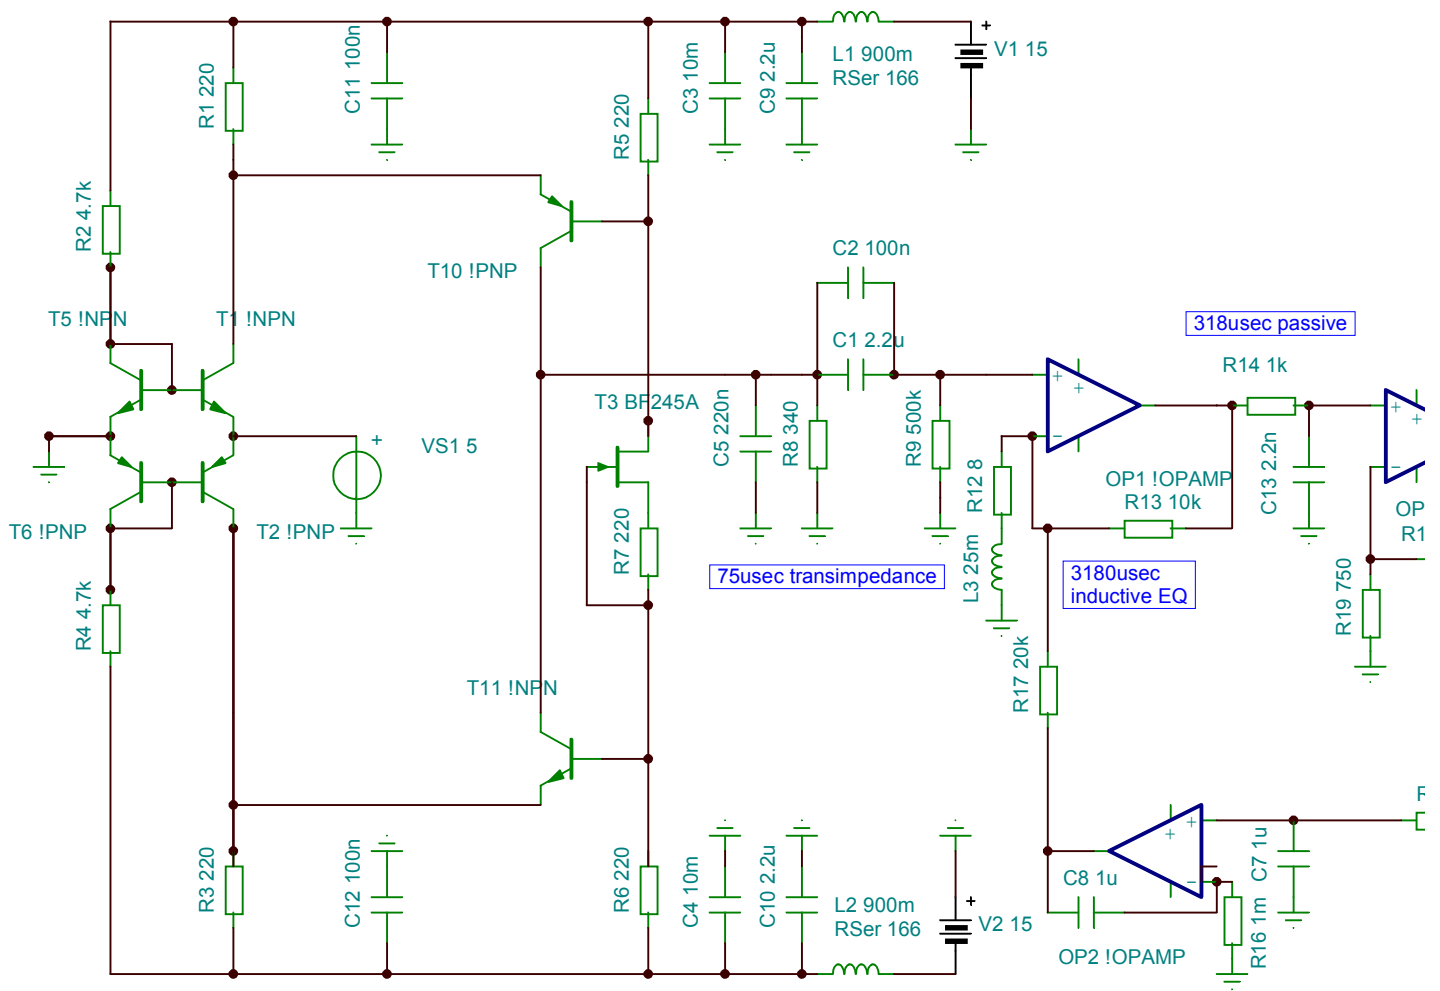 C11 100n
C3 10m
C9 2.2u
L1 900m
RSer 166
+
V1 15
R1 220
R5 220
R2 4.7k
T10 !PNP
C2 100n
T5 !NPN
T1 !NPN
C1 2.2u
318usec passive
R14 1k
T3 BF245A
C5 220n
R8 340
R9 500k
+
+
+
+
VS1 5
+
R12 8
OP1 !OPAMP
R13 10k
C13 2.2n
OP
R1
T6 !PNP
T2 !PNP
R7 220
75usec transimpedance
L3 25m
3180usec
inductive EQ
R19 750
R4 4.7k
T11 !NPN
R17 20k
R
+
+
C7 1u
C8 1u
R3 220
C12 100n
R6 220
C4 10m
C10 2.2u
L2 900m
RSer 166
+
V2 15
R16 1m
OP2 !OPAMP